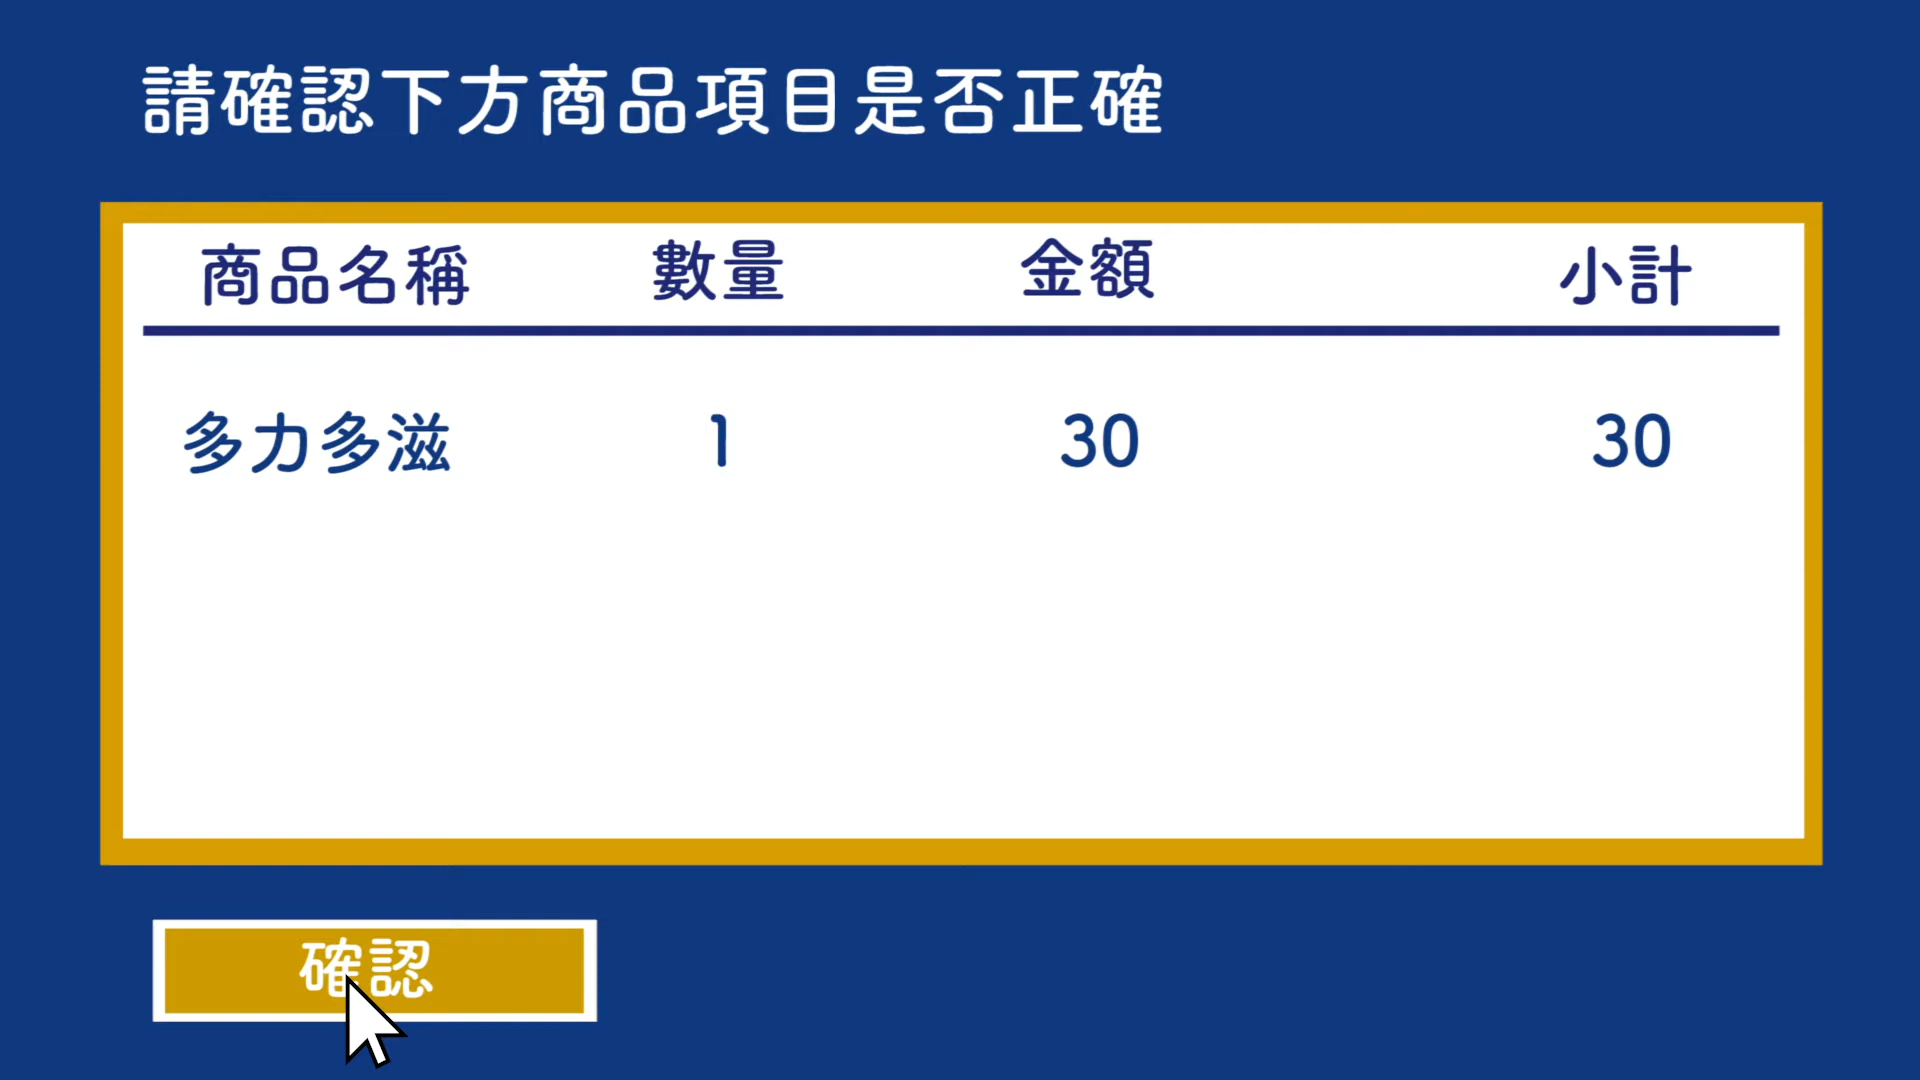 請確認下方商品項目是否正確
商品名稱 數量 金額 小計
多力多滋 1 30 30
確認